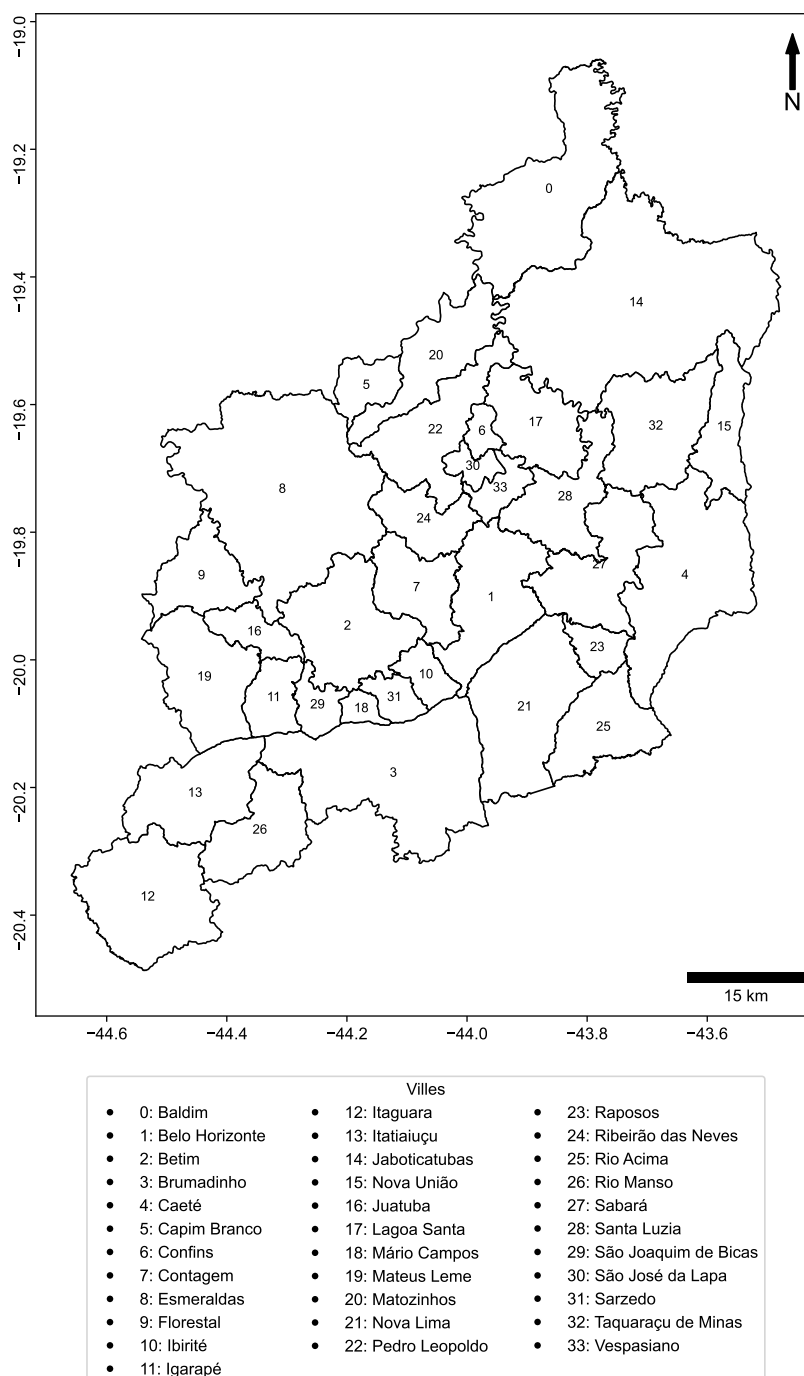 −19.0
N
−19.2
0
−19.4
14
20
5
22
6
17
32
15
−19.6
30
33
8
28
24
−19.8
9
7
1
27
4
16
2
23
−20.0
19
10
11
29
18
31
21
25
3
−20.2
13
26
12
−20.4
15 km
−44.6
−44.4
−44.2
−44.0
−43.8
−43.6
Villes
0: Baldim
1: Belo Horizonte
2: Betim
3: Brumadinho
4: Caeté
5: Capim Branco
6: Confins
7: Contagem
8: Esmeraldas
9: Florestal
10: Ibirité
11: Igarapé
12: Itaguara
13: Itatiaiuçu
14: Jaboticatubas
15: Nova União
16: Juatuba
17: Lagoa Santa
18: Mário Campos
19: Mateus Leme
20: Matozinhos
21: Nova Lima
22: Pedro Leopoldo
23: Raposos
24: Ribeirão das Neves
25: Rio Acima
26: Rio Manso
27: Sabará
28: Santa Luzia
29: São Joaquim de Bicas
30: São José da Lapa
31: Sarzedo
32: Taquaraçu de Minas
33: Vespasiano